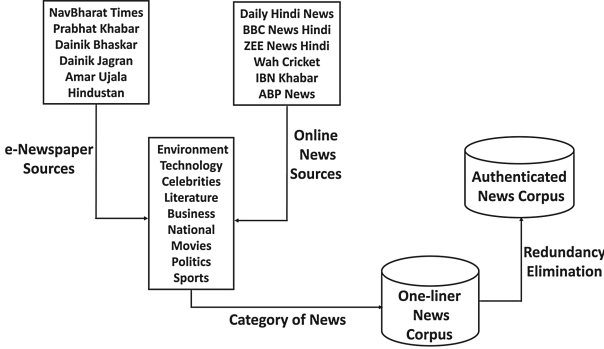 NavBharat Times
Prabhat Khabar
Dainik Bhaskar
Dainik Jagran
Amar Ujala
Hindustan
Daily Hindi News
BBC News Hindi
ZEE News Hindi
Wah Cricket
IBN Khabar
ABP News
e-Newspaper
Sources
Online
News
Sources
Environment
Technology
Celebrities
Literature
Business
National
Movies
Politics
Sports
Category of News
One-liner
News
Corpus
Redundancy
Elimination
Authenticated
News Corpus